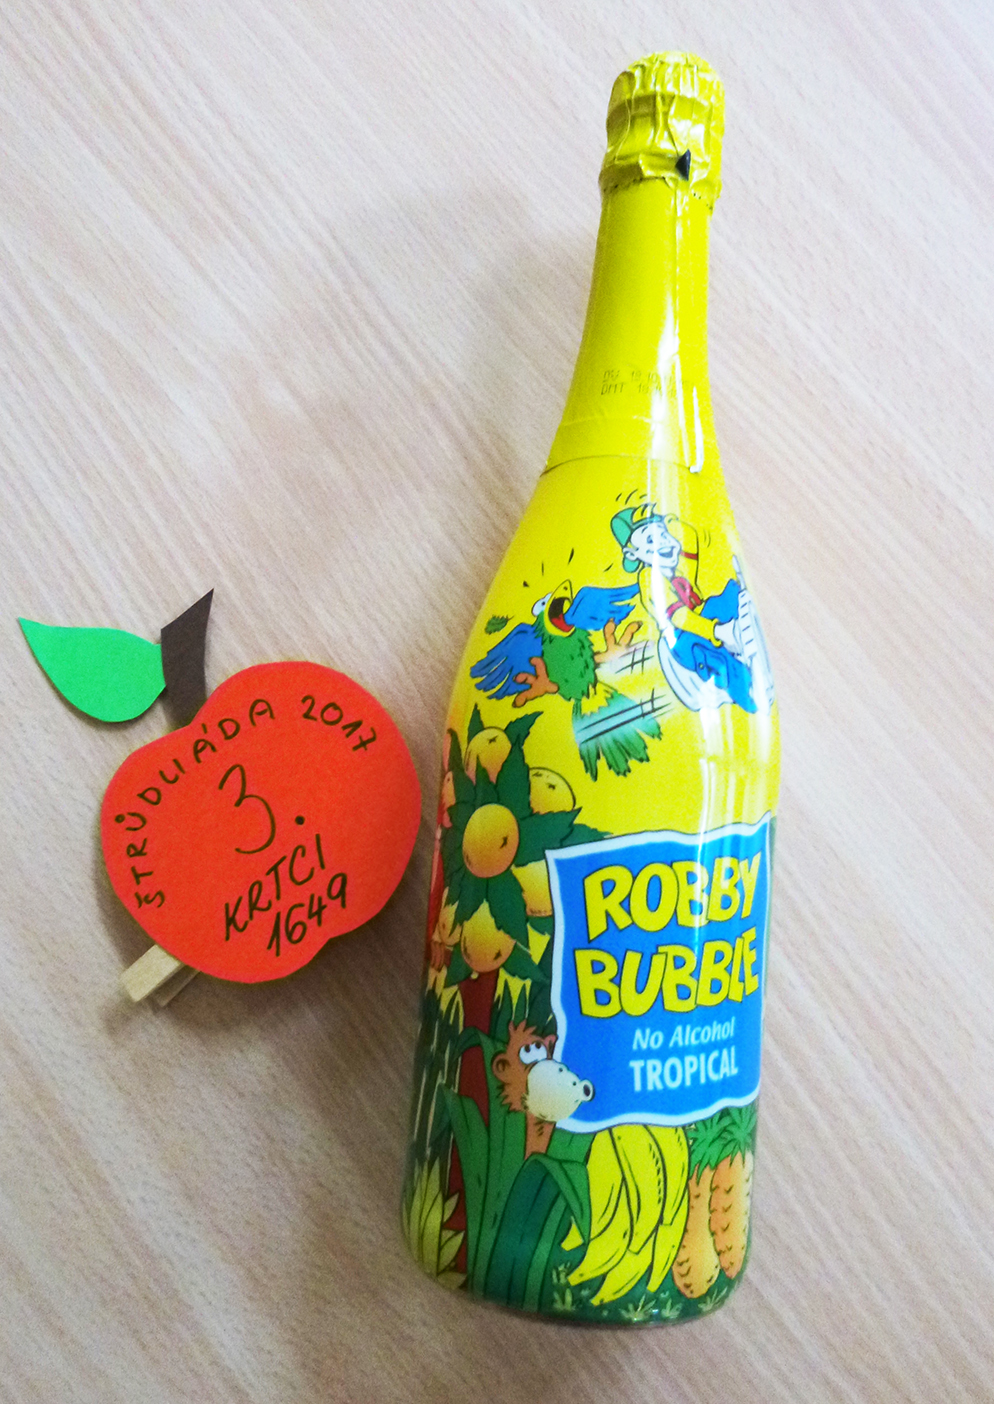 ŠTRŮDLIÁDA 2017
3.
KRTCI
1649
ROBBY
BUBBLE
No Alcohol
TROPICAL